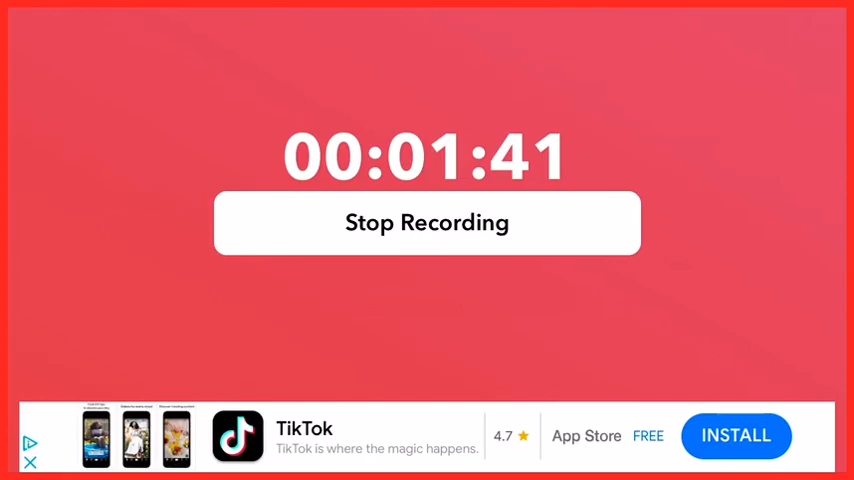 00:01:41
Stop Recording
TikTok
TikTok is where the magic happens.
4.7
App Store FREE
INSTALL